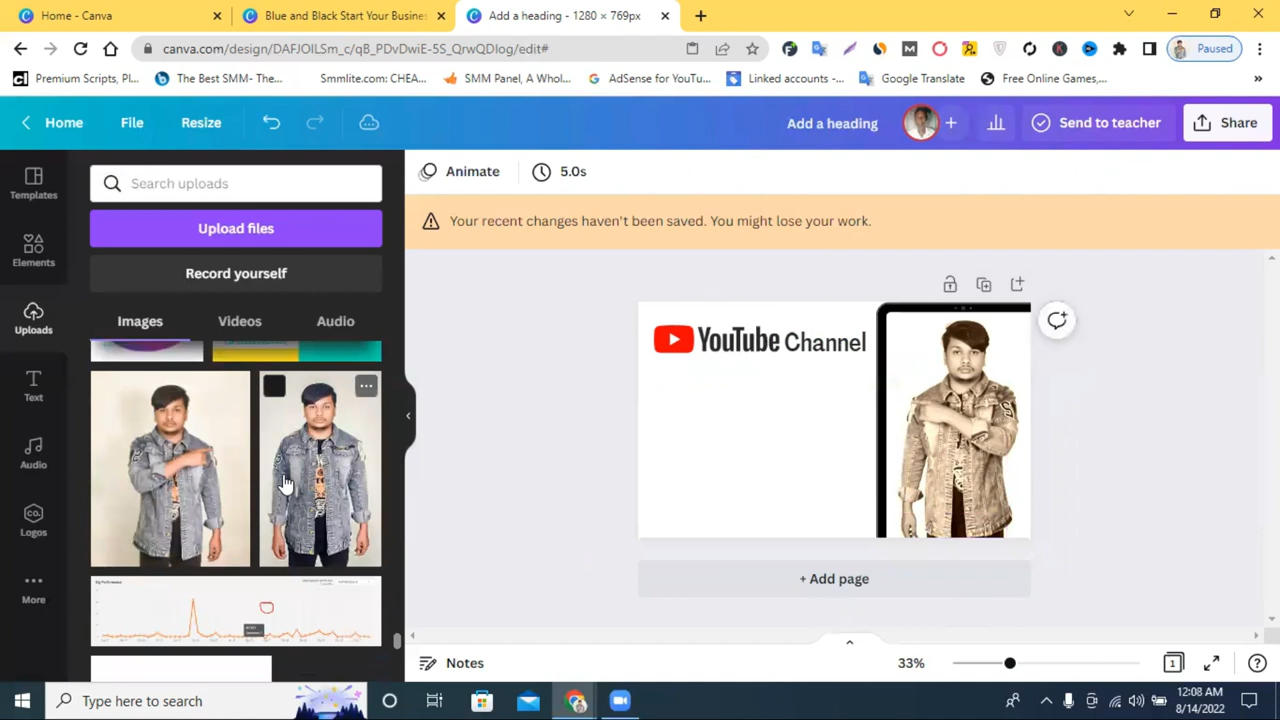 Home - Canva
Blue and Black Start Your Busines
Add a heading - 1280 × 769px
canva.com/design/DAFJOILSm_c/qB_PDvDwiE-5S_QrwQDlog/edit#
Paused
Premium Scripts, Pl...
The Best SMM- The...
Smmlite.com: CHEA...
SMM Panel, A Whol...
AdSense for YouTu...
Linked accounts -...
Google Translate
Free Online Games,...
Home
File
Resize
Add a heading
Send to teacher
Share
Templates
Elements
Uploads
Text
Audio
Logos
More
Search uploads
Upload files
Record yourself
Images
Videos
Audio
Animate
5.0s
Your recent changes haven't been saved. You might lose your work.
YouTube Channel
+ Add page
Notes
33%
1
Type here to search
12:08 AM
8/14/2022